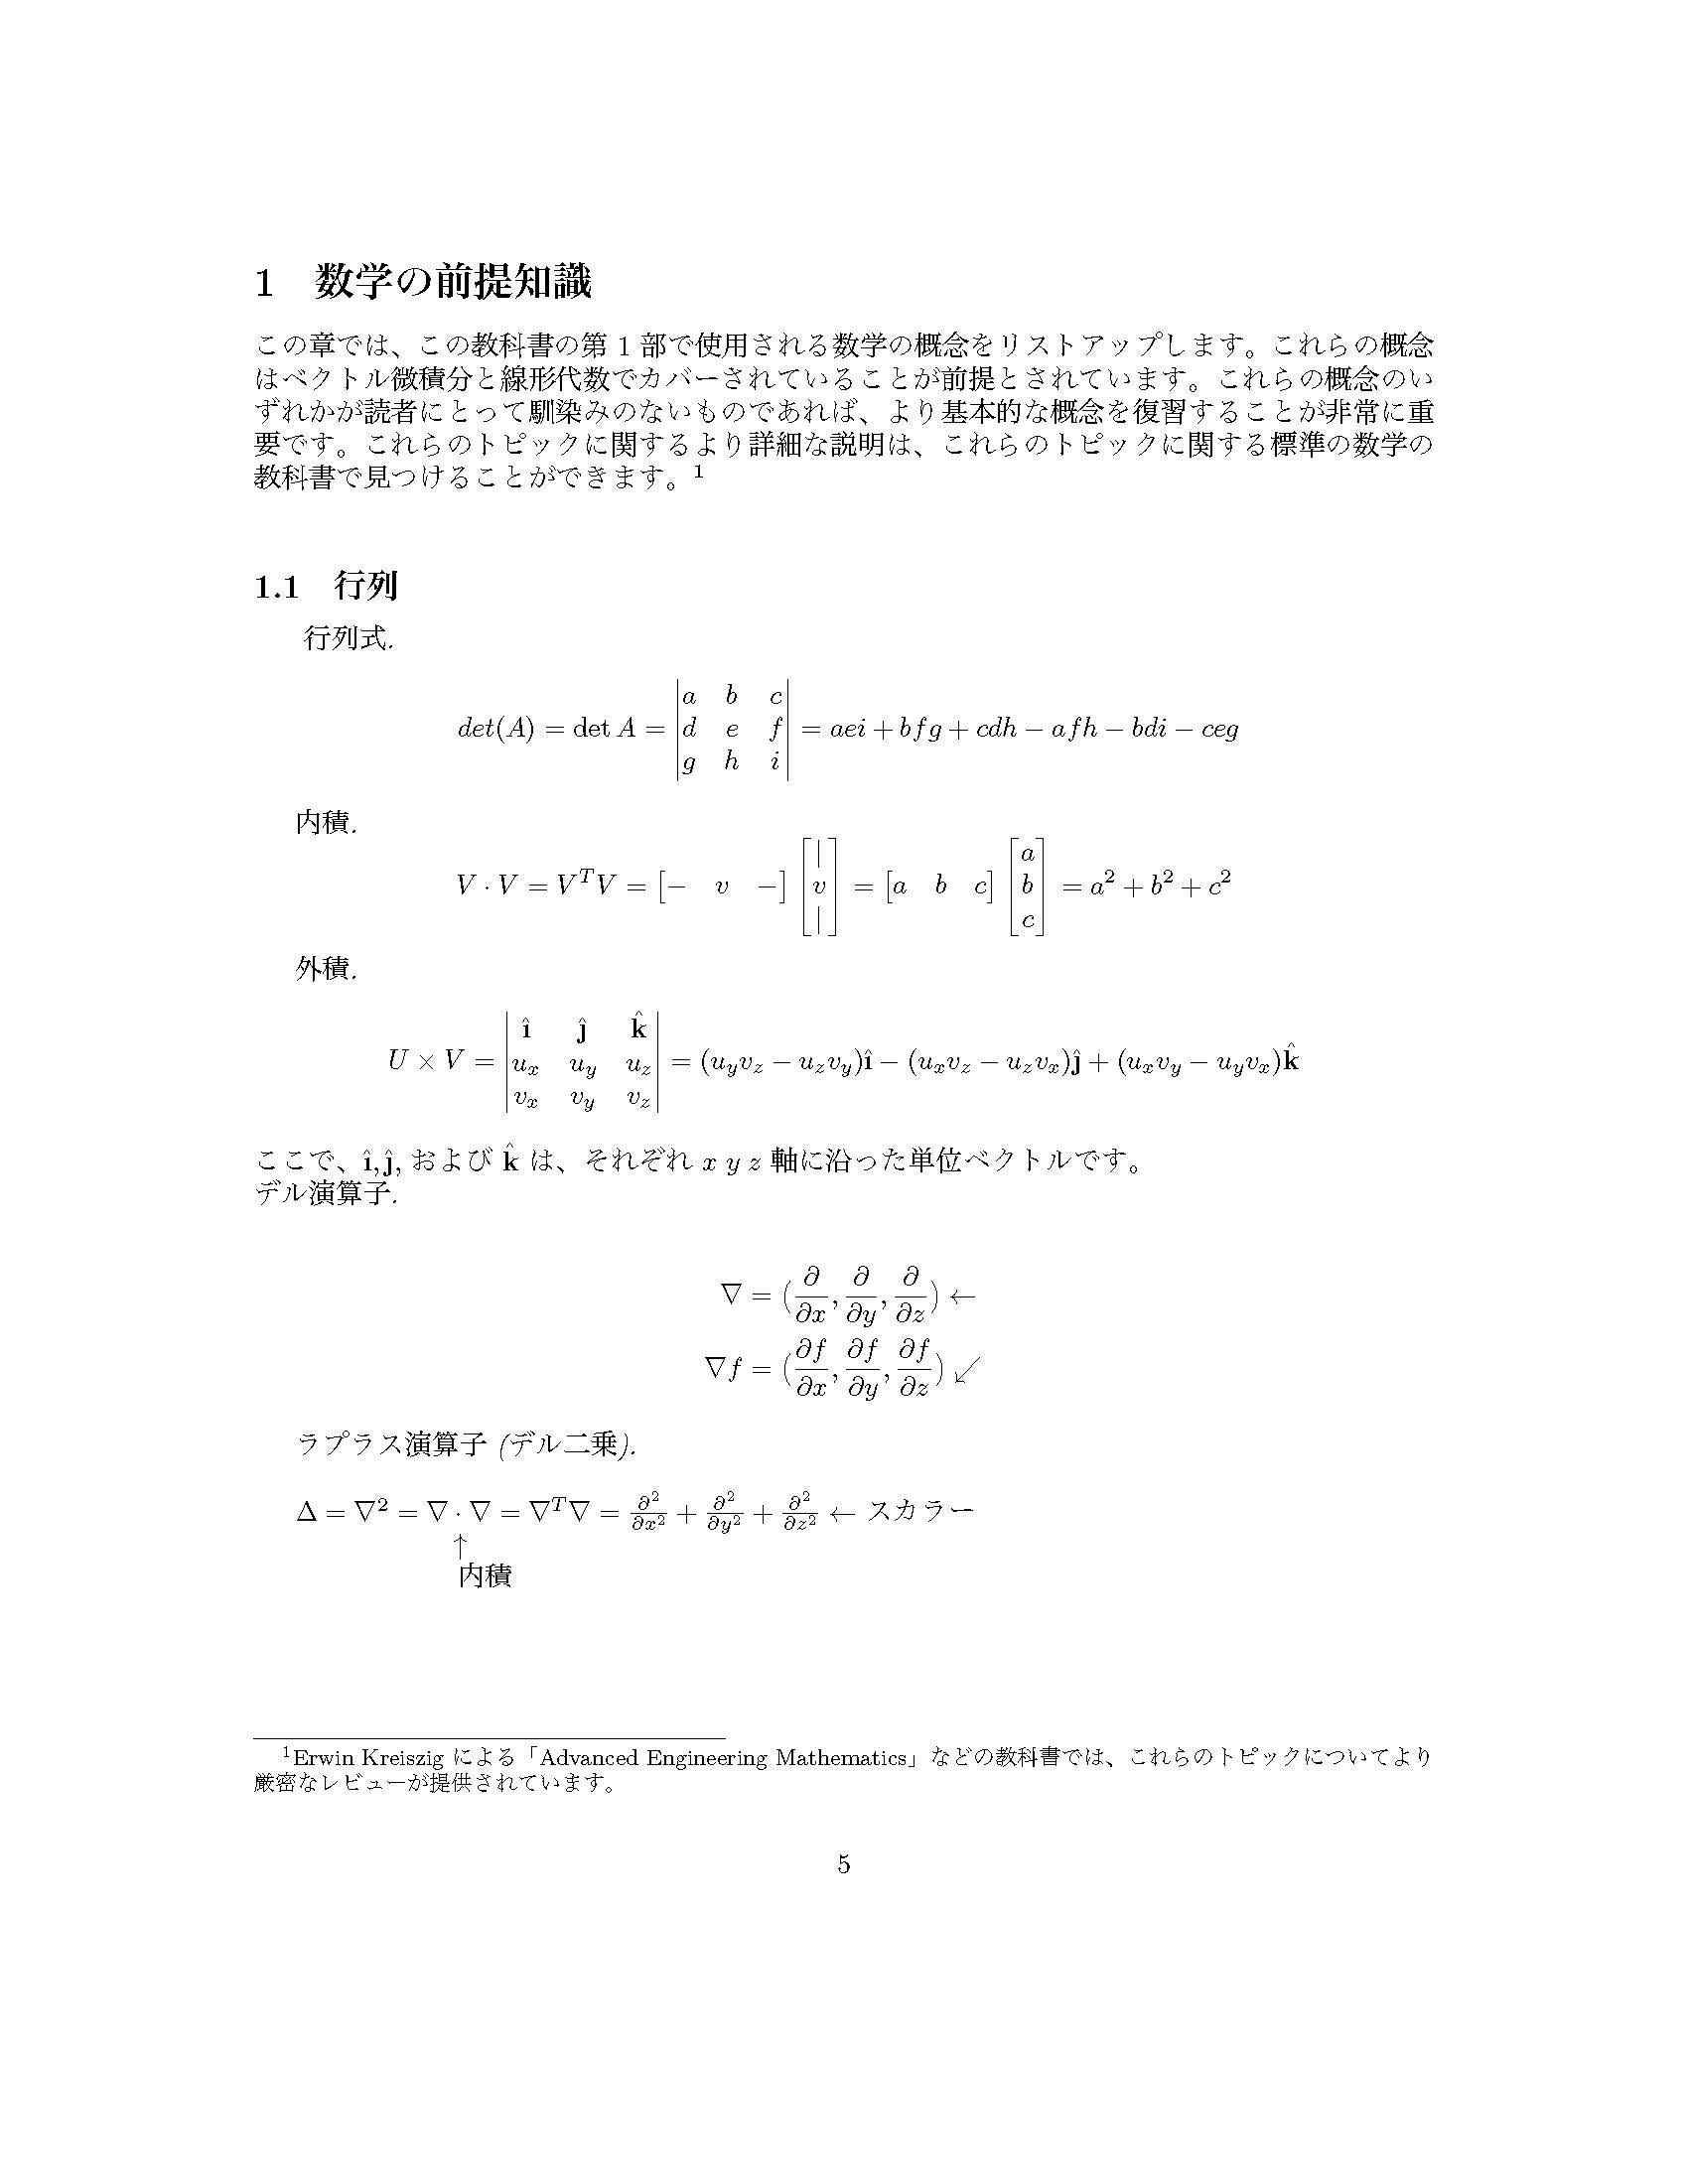 1 数学の前提知識
この章では、この教科書の第 1 部で使用される数学の概念をリストアップします。これらの概念
はベクトル微積分と線形代数でカバーされていることが前提とされています。これらの概念のい
ずれかが読者にとって馴染みのないものであれば、より基本的な概念を復習することが非常に重
要です。これらのトピックに関するより詳細な説明は、これらのトピックに関する標準の数学の
教科書で見つけることができます。¹
1.1 行列
行列式.
$det(A) = \det A = \begin{vmatrix} a & b & c \\ d & e & f \\ g & h & i \end{vmatrix} = aei + bfg + cdh - afh - bdi - ceg$
内積.
$V \cdot V = V^T V = \begin{bmatrix} - & v & - \end{bmatrix} \begin{bmatrix} | \\ v \\ | \end{bmatrix} = \begin{bmatrix} a & b & c \end{bmatrix} \begin{bmatrix} a \\ b \\ c \end{bmatrix} = a^2 + b^2 + c^2$
外積.
$U \times V = \begin{vmatrix} \hat{\mathbf{\imath}} & \hat{\mathbf{\jmath}} & \hat{\mathbf{k}} \\ u_x & u_y & u_z \\ v_x & v_y & v_z \end{vmatrix} = (u_y v_z - u_z v_y)\hat{\mathbf{\imath}} - (u_x v_z - u_z v_x)\hat{\mathbf{\jmath}} + (u_x v_y - u_y v_x)\hat{\mathbf{k}}$
ここで、$\hat{\mathbf{\imath}}, \hat{\mathbf{\jmath}},$ および $\hat{\mathbf{k}}$ は、それぞれ x y z 軸に沿った単位ベクトルです。
デル演算子.
$\nabla = (\frac{\partial}{\partial x}, \frac{\partial}{\partial y}, \frac{\partial}{\partial z}) \leftarrow$
$\nabla f = (\frac{\partial f}{\partial x}, \frac{\partial f}{\partial y}, \frac{\partial f}{\partial z}) \swarrow$
ラプラス演算子 (デル二乗).
$\Delta = \nabla^2 = \nabla \cdot \nabla = \nabla^T \nabla = \frac{\partial^2}{\partial x^2} + \frac{\partial^2}{\partial y^2} + \frac{\partial^2}{\partial z^2} \leftarrow$ スカラー
↑
内積
¹Erwin Kreiszig による「Advanced Engineering Mathematics」などの教科書では、これらのトピックについてより
厳密なレビューが提供されています。
5